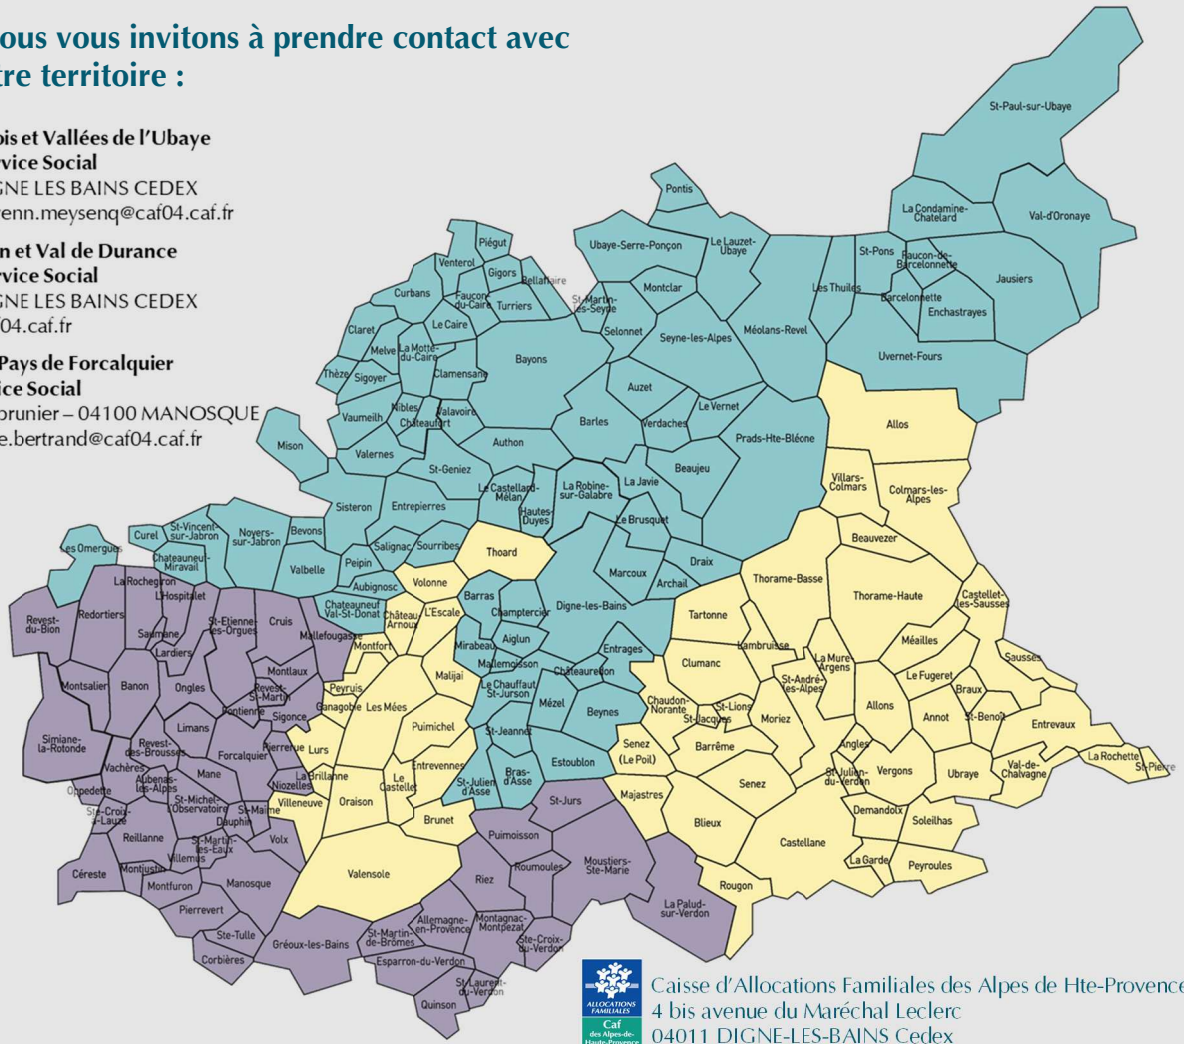 ous vous invitons à prendre contact avec
tre territoire :
ois et Vallées de l'Ubaye
vice Social
GNE LES BAINS CEDEX
enn.meysenq@caf04.caf.fr
n et Val de Durance
rvice Social
GNE LES BAINS CEDEX
f04.caf.fr
Pays de Forcalquier
ice Social
brunier – 04100 MANOSQUE
e.bertrand@caf04.caf.fr
St-Paul-sur-Ubaye
Pontis
La Condamine-
Chatelard
Val-d'Oronaye
Piégut
Ubaye-Serre-Ponçon
Le Lauzet-
Ubaye
St-Pons
Faucon-de-
Barcelonnette
Venterol
Gigors
Bellaffaire
Montclar
Les Thuiles
Jausiers
Curbans
Faucon-
du-Caire
Turriers
St-Martin-
les-Seyne
Barcelonnette
Enchastrayes
Claret
Le Caire
Selonnet
Seyne-les-Alpes
Méolans-Revel
Melve
La Motte-
du-Caire
Bayons
Uvernet-Fours
Thèze
Sigoyer
Clamensane
Auzet
Vaumeilh
Nibles
Châteaufort
Valavoire
Barles
Verdaches
Le Vernet
Allos
Mison
Valernes
Authon
Prads-Hte-Bléone
St-Geniez
Beaujeu
Villars-
Colmars
Colmars-les-
Alpes
Sisteron
Entrepierres
Le Castellard-
Mélan
La Robine-
sur-Galabre
La Javie
Hautes-
Duyes
Le Brusquet
Les Omergues
Curel
St-Vincent-
sur-Jabron
Noyers-
sur-Jabron
Bevons
Salignac
Sourribes
Thoard
Beauvezer
Chateauneuf-
Miravail
Valbelle
Peipin
Marcoux
Draix
Archail
Thorame-Basse
Thorame-Haute
La Rochegiron
L'Hospitalet
Aubignosc
Volonne
Barras
Champtercier
Digne-les-Bains
Castellet-
les-Sausses
Revest-
du-Bion
Redortiers
Saumane
St-Etienne-
les-Orgues
Cruis
Chateauneuf
Val-St-Donat
Château-
Arnoux
L'Escale
Tartonne
Mallefougasse
Montfort
Mirabeau
Aiglun
Entrages
Lambruisse
Méailles
Lardiers
Montlaux
Malijai
Mallemoisson
Châteauredon
Clumanc
La Mure-
Argens
Sausses
Montsalier
Banon
Ongles
Revest-
St-Martin
Peyruis
Le Chauffaut
St-Jurson
St-André-
les-Alpes
Le Fugeret
Braux
Fontienne
Sigonce
Ganagobie
Les Mées
Mézel
Beynes
Chaudon-
Norante
St-Lions
St-Jacques
Moriez
Allons
Annot
St-Benoît
Entrevaux
Limans
Puimichel
St-Jeannet
Simiane-
la-Rotonde
Revest-
des-Brousses
Forcalquier
Pierrerue
Lurs
Senez
(Le Poil)
Barrême
Angles
La Rochette
St-Pierre
Vachères
Mane
Entrevennes
Estoublon
Aubenas-
les-Alpes
Niozelles
La Brillanne
Le
Castellet
St-Julien
d'Asse
Bras-
d'Asse
Senez
St-Julien-
du-Verdon
Vergons
Ubraye
Val-de-
Chalvagne
Oppedette
Villeneuve
Oraison
St-Jurs
Majastres
Ste-Croix-
à-Lauze
St-Michel-
l'Observatoire
St-Maime
Dauphin
Brunet
Demandolx
Soleilhas
Reillanne
St-Martin-
les-Eaux
Volx
Puimoisson
Blieux
Castellane
Villemus
Céreste
Montjustin
Montfuron
Manosque
Valensole
Riez
Roumoules
Moustiers-
Ste-Marie
La Garde
Peyroules
Rougon
Pierrevert
La Palud-
sur-Verdon
Ste-Tulle
Gréoux-les-Bains
St-Martin-
de-Brômes
Allemagne-
en-Provence
Montagnac-
Montpezat
Ste-Croix-
du-Verdon
Corbières
Esparron-du-Verdon
St-Laurent-
du-Verdon
Quinson
ALLOCATIONS
FAMILIALES
Caf
des Alpes-de-
Haute-Provence
Caisse d'Allocations Familiales des Alpes de Hte-Provence
4 bis avenue du Maréchal Leclerc
04011 DIGNE-LES-BAINS Cedex